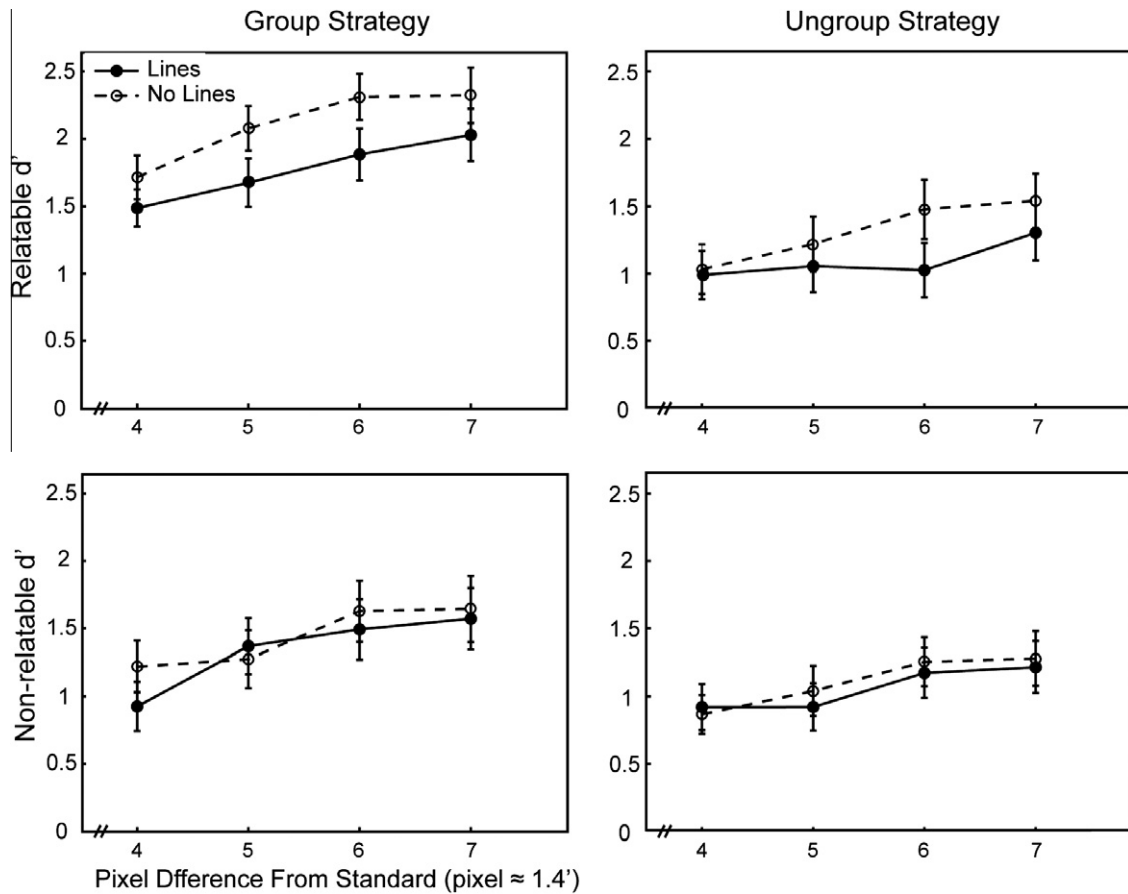 Group Strategy
Ungroup Strategy
Lines
No Lines
Relatable d’
2.5
2
1.5
1
0.5
0
4 5 6 7
2.5
2
1.5
1
0.5
0
4 5 6 7
Non-relatable d’
2.5
2
1.5
1
0.5
0
4 5 6 7
2.5
2
1.5
1
0.5
0
4 5 6 7
Pixel Dfference From Standard (pixel ≈ 1.4’)